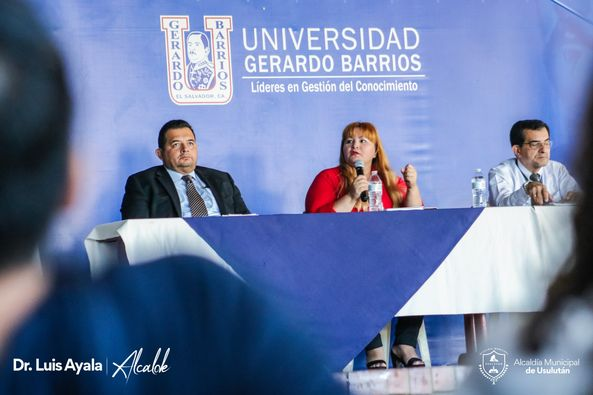 GERARDO
BARRIOS
EL SALVADOR, C.A.
UNIVERSIDAD
GERARDO BARRIOS
Líderes en Gestión del Conocimiento
Dr. Luis Ayala | Alcalde
Alcaldía Municipal
de Usulután